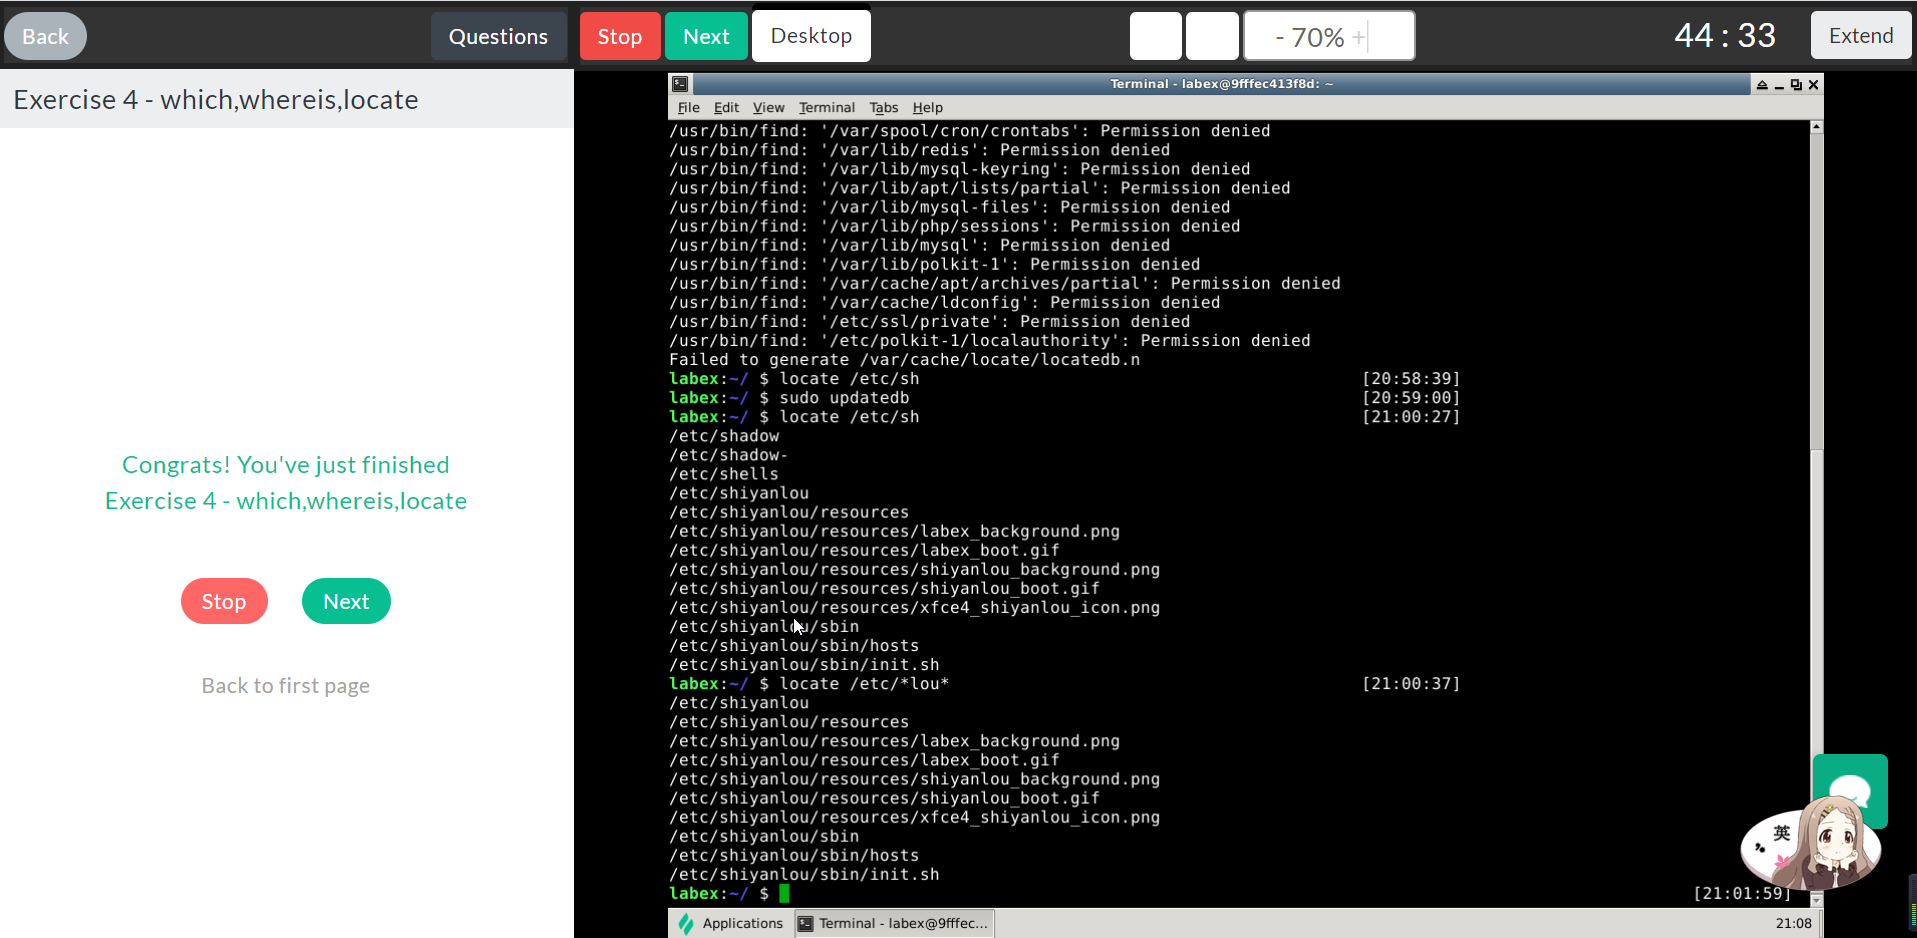 Back
Questions
Stop
Next
Desktop
- 70% +
44 : 33
Extend
Exercise 4 - which,whereis,locate
Congrats! You've just finished
Exercise 4 - which,whereis,locate
Stop
Next
Back to first page
Terminal - labex@9fffec413f8d: ~
File Edit View Terminal Tabs Help
/usr/bin/find: '/var/spool/cron/crontabs': Permission denied
/usr/bin/find: '/var/lib/redis': Permission denied
/usr/bin/find: '/var/lib/mysql-keyring': Permission denied
/usr/bin/find: '/var/lib/apt/lists/partial': Permission denied
/usr/bin/find: '/var/lib/mysql-files': Permission denied
/usr/bin/find: '/var/lib/php/sessions': Permission denied
/usr/bin/find: '/var/lib/mysql': Permission denied
/usr/bin/find: '/var/lib/polkit-1': Permission denied
/usr/bin/find: '/var/cache/apt/archives/partial': Permission denied
/usr/bin/find: '/var/cache/ldconfig': Permission denied
/usr/bin/find: '/etc/ssl/private': Permission denied
/usr/bin/find: '/etc/polkit-1/localauthority': Permission denied
Failed to generate /var/cache/locate/locatedb.n
labex:~/ $ locate /etc/sh [20:58:39]
labex:~/ $ sudo updatedb [20:59:00]
labex:~/ $ locate /etc/sh [21:00:27]
/etc/shadow
/etc/shadow-
/etc/shells
/etc/shiyanlou
/etc/shiyanlou/resources
/etc/shiyanlou/resources/labex_background.png
/etc/shiyanlou/resources/labex_boot.gif
/etc/shiyanlou/resources/shiyanlou_background.png
/etc/shiyanlou/resources/shiyanlou_boot.gif
/etc/shiyanlou/resources/xfce4_shiyanlou_icon.png
/etc/shiyanlou/sbin
/etc/shiyanlou/sbin/hosts
/etc/shiyanlou/sbin/init.sh
labex:~/ $ locate /etc/*lou* [21:00:37]
/etc/shiyanlou
/etc/shiyanlou/resources
/etc/shiyanlou/resources/labex_background.png
/etc/shiyanlou/resources/labex_boot.gif
/etc/shiyanlou/resources/shiyanlou_background.png
/etc/shiyanlou/resources/shiyanlou_boot.gif
/etc/shiyanlou/resources/xfce4_shiyanlou_icon.png
/etc/shiyanlou/sbin
/etc/shiyanlou/sbin/hosts
/etc/shiyanlou/sbin/init.sh
labex:~/ $ [21:01:59]
英
Applications
Terminal - labex@9fffec...
21:08